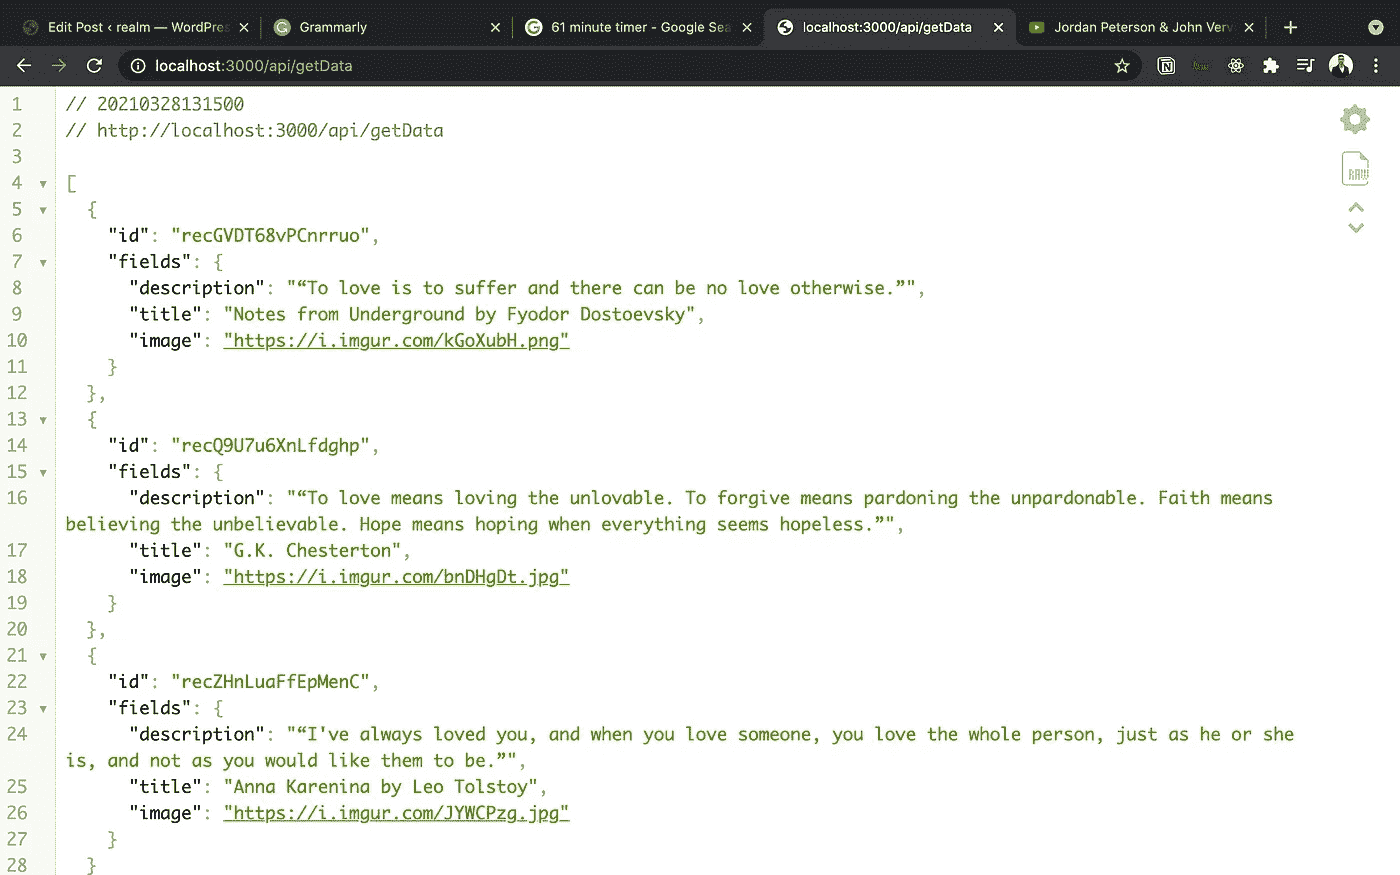 Edit Post ‹ realm — WordPres
Grammarly
61 minute timer - Google Sea
localhost:3000/api/getData
Jordan Peterson & John Verv
localhost:3000/api/getData
1 // 20210328131500
2 // http://localhost:3000/api/getData
3
4 [
5 {
6 "id": "recGVDT68vPCnrruo",
7 "fields": {
8 "description": "“To love is to suffer and there can be no love otherwise.”",
9 "title": "Notes from Underground by Fyodor Dostoevsky",
10 "image": "https://i.imgur.com/kGoXubH.png"
11 }
12 },
13 {
14 "id": "recQ9U7u6XnLfdghp",
15 "fields": {
16 "description": "“To love means loving the unlovable. To forgive means pardoning the unpardonable. Faith means
believing the unbelievable. Hope means hoping when everything seems hopeless.”",
17 "title": "G.K. Chesterton",
18 "image": "https://i.imgur.com/bnDHgDt.jpg"
19 }
20 },
21 {
22 "id": "recZHnLuaFfEpMenC",
23 "fields": {
24 "description": "“I've always loved you, and when you love someone, you love the whole person, just as he or she
is, and not as you would like them to be.”",
25 "title": "Anna Karenina by Leo Tolstoy",
26 "image": "https://i.imgur.com/JYWCPzg.jpg"
27 }
28 }
RAW